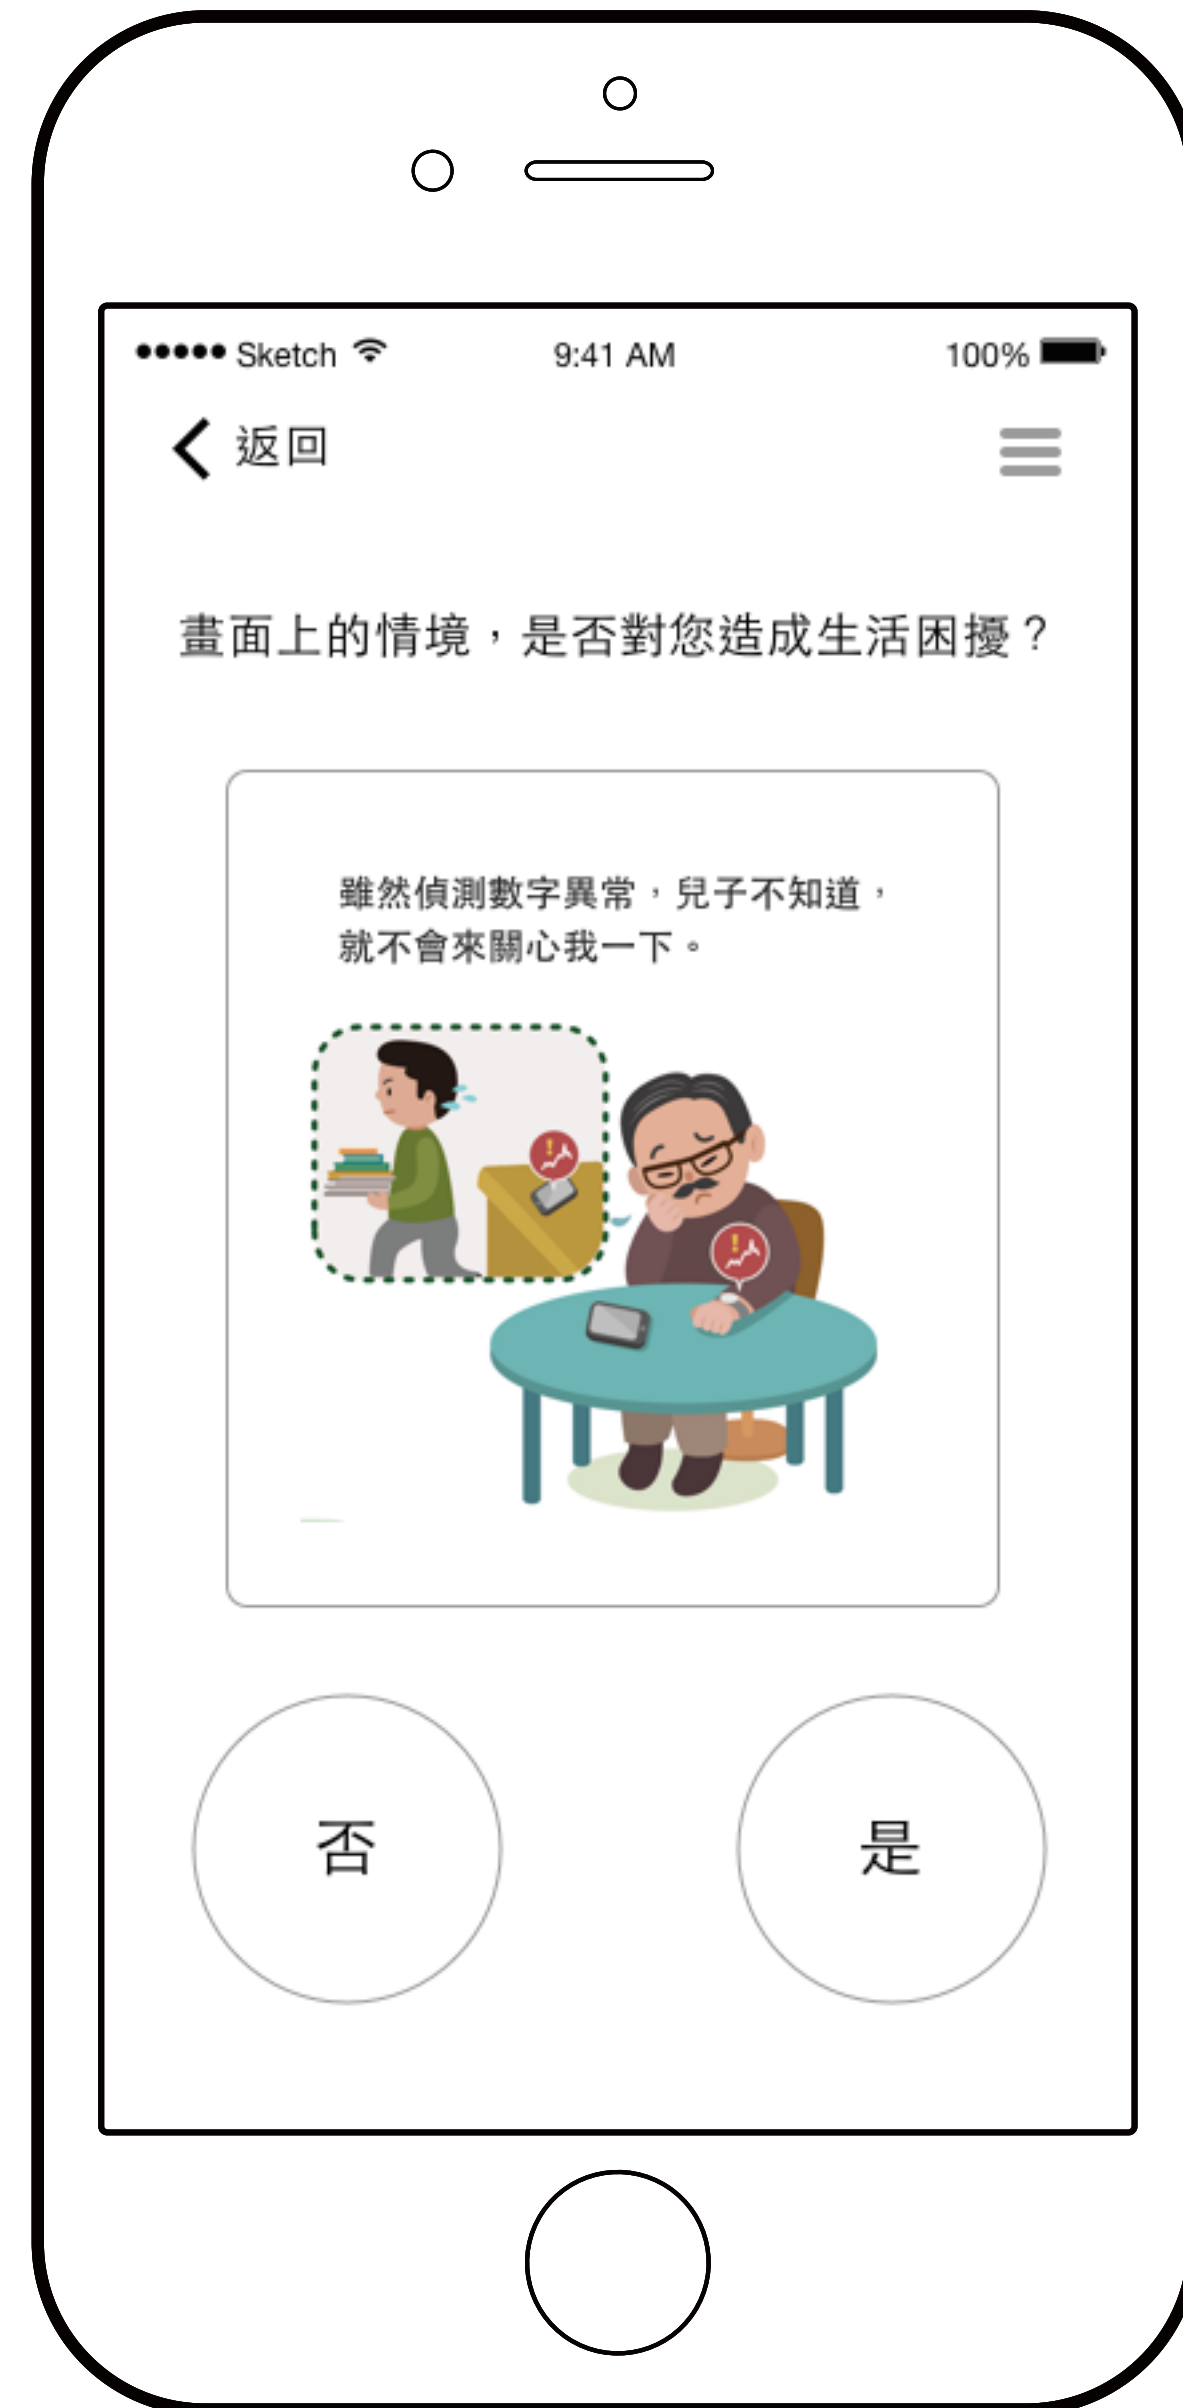 Sketch 9:41 AM 100%
返回
畫面上的情境，是否對您造成生活困擾？
雖然偵測數字異常，兒子不知道，
就不會來關心我一下。
否 是